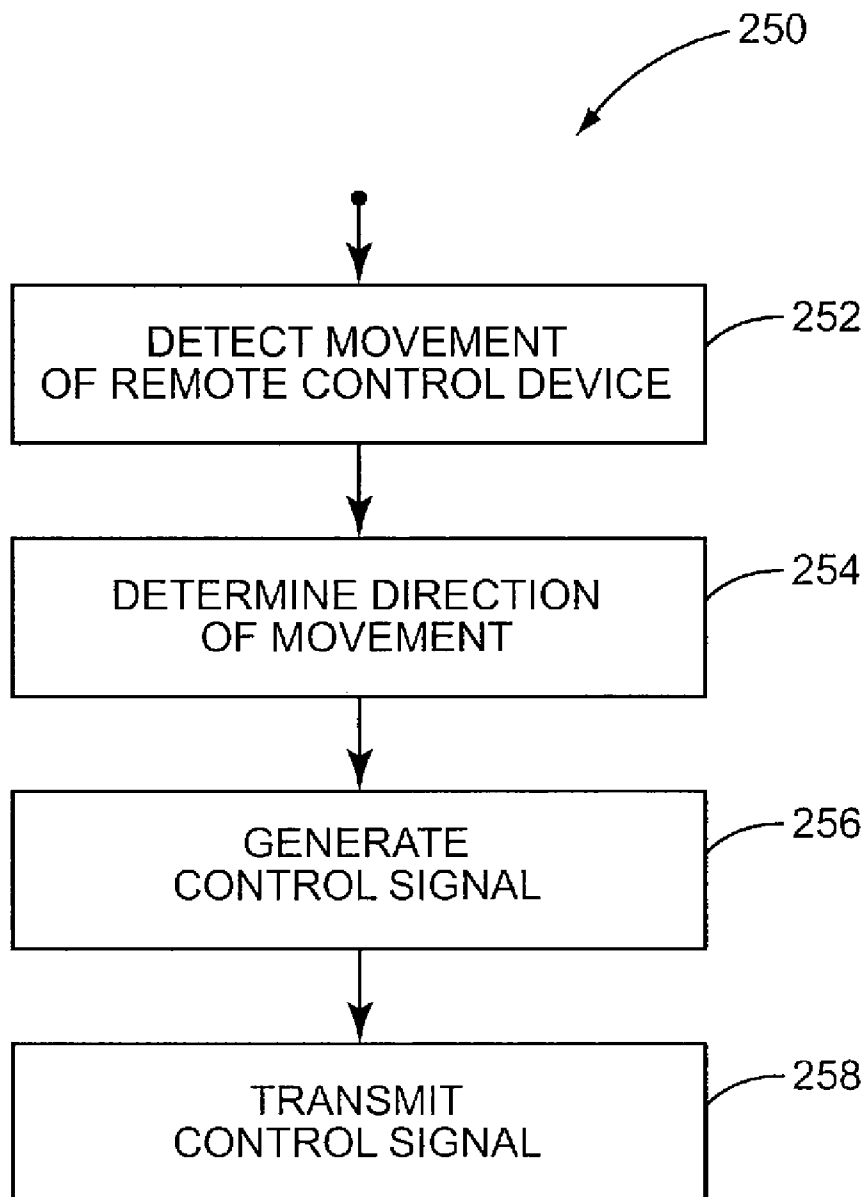 250
DETECT MOVEMENT
OF REMOTE CONTROL DEVICE
252
DETERMINE DIRECTION
OF MOVEMENT
254
GENERATE
CONTROL SIGNAL
256
TRANSMIT
CONTROL SIGNAL
258